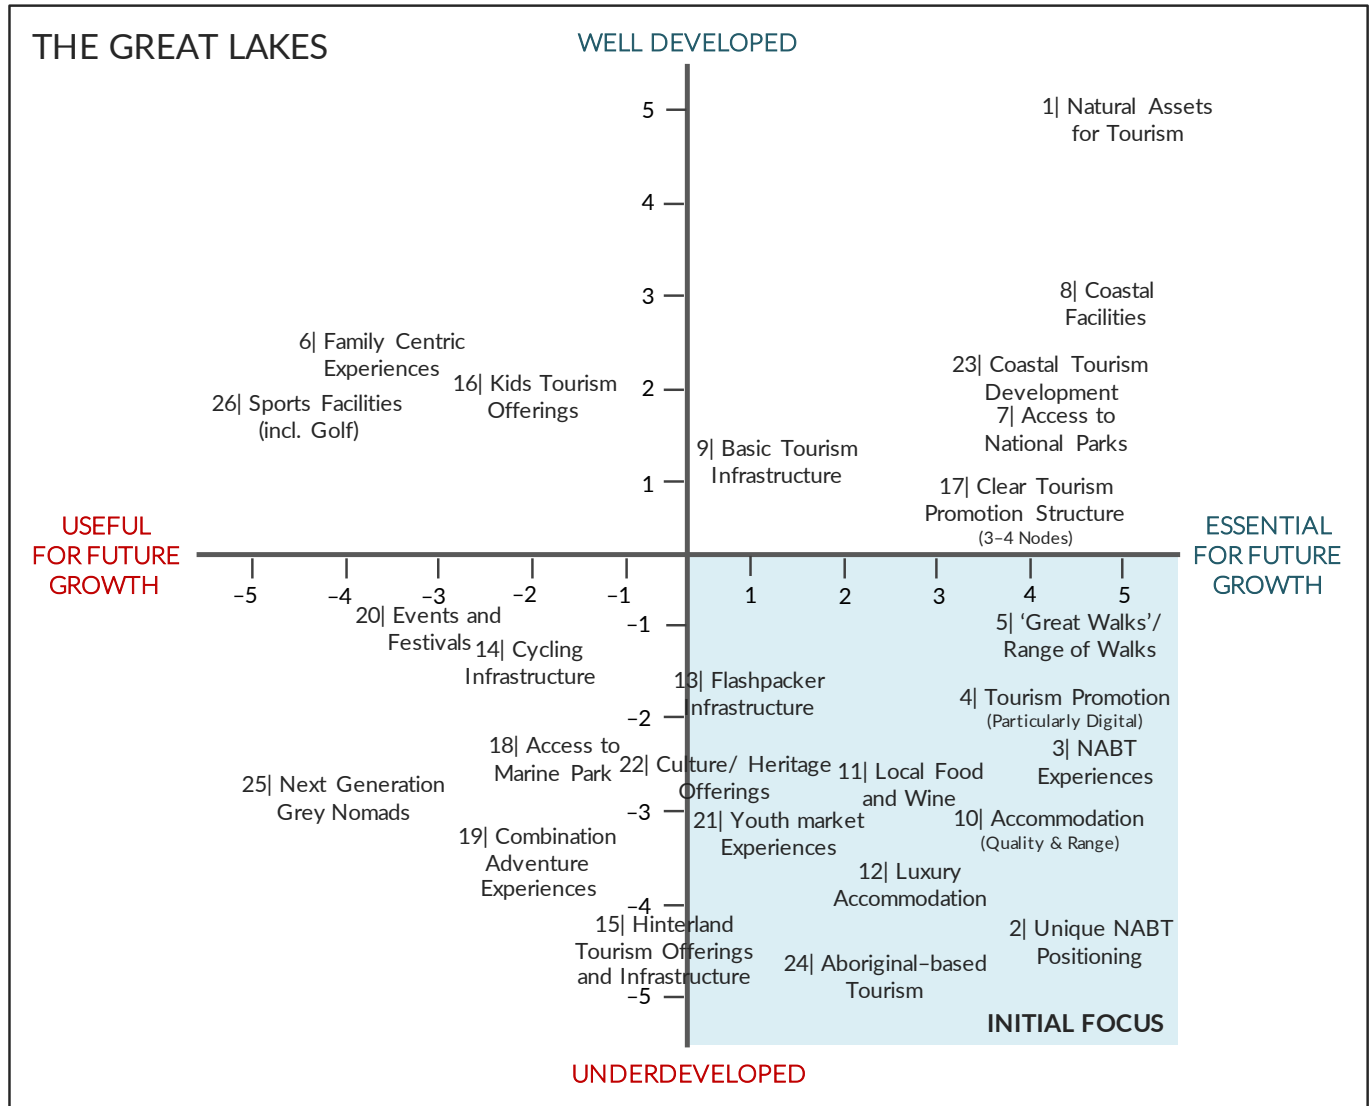 THE GREAT LAKES
WELL DEVELOPED
5
1| Natural Assets
for Tourism
4
3
8| Coastal
Facilities
6| Family Centric
Experiences
16| Kids Tourism
Offerings
26| Sports Facilities
(incl. Golf)
2
23| Coastal Tourism
Development
7| Access to
National Parks
9| Basic Tourism
Infrastructure
1
17| Clear Tourism
Promotion Structure
(3–4 Nodes)
USEFUL
FOR FUTURE
GROWTH
ESSENTIAL
FOR FUTURE
GROWTH
–5 –4 –3 –2 –1 1 2 3 4 5
20| Events and
Festivals
14| Cycling
Infrastructure
–1
5| ‘Great Walks’/
Range of Walks
13| Flashpacker
Infrastructure
–2
4| Tourism Promotion
(Particularly Digital)
18| Access to
Marine Park
22| Culture/ Heritage
Offerings
11| Local Food
and Wine
3| NABT
Experiences
25| Next Generation
Grey Nomads
–3
21| Youth market
Experiences
10| Accommodation
(Quality & Range)
19| Combination
Adventure
Experiences
12| Luxury
Accommodation
–4
15| Hinterland
Tourism Offerings
and Infrastructure
2| Unique NABT
Positioning
24| Aboriginal–based
Tourism
–5
INITIAL FOCUS
UNDERDEVELOPED